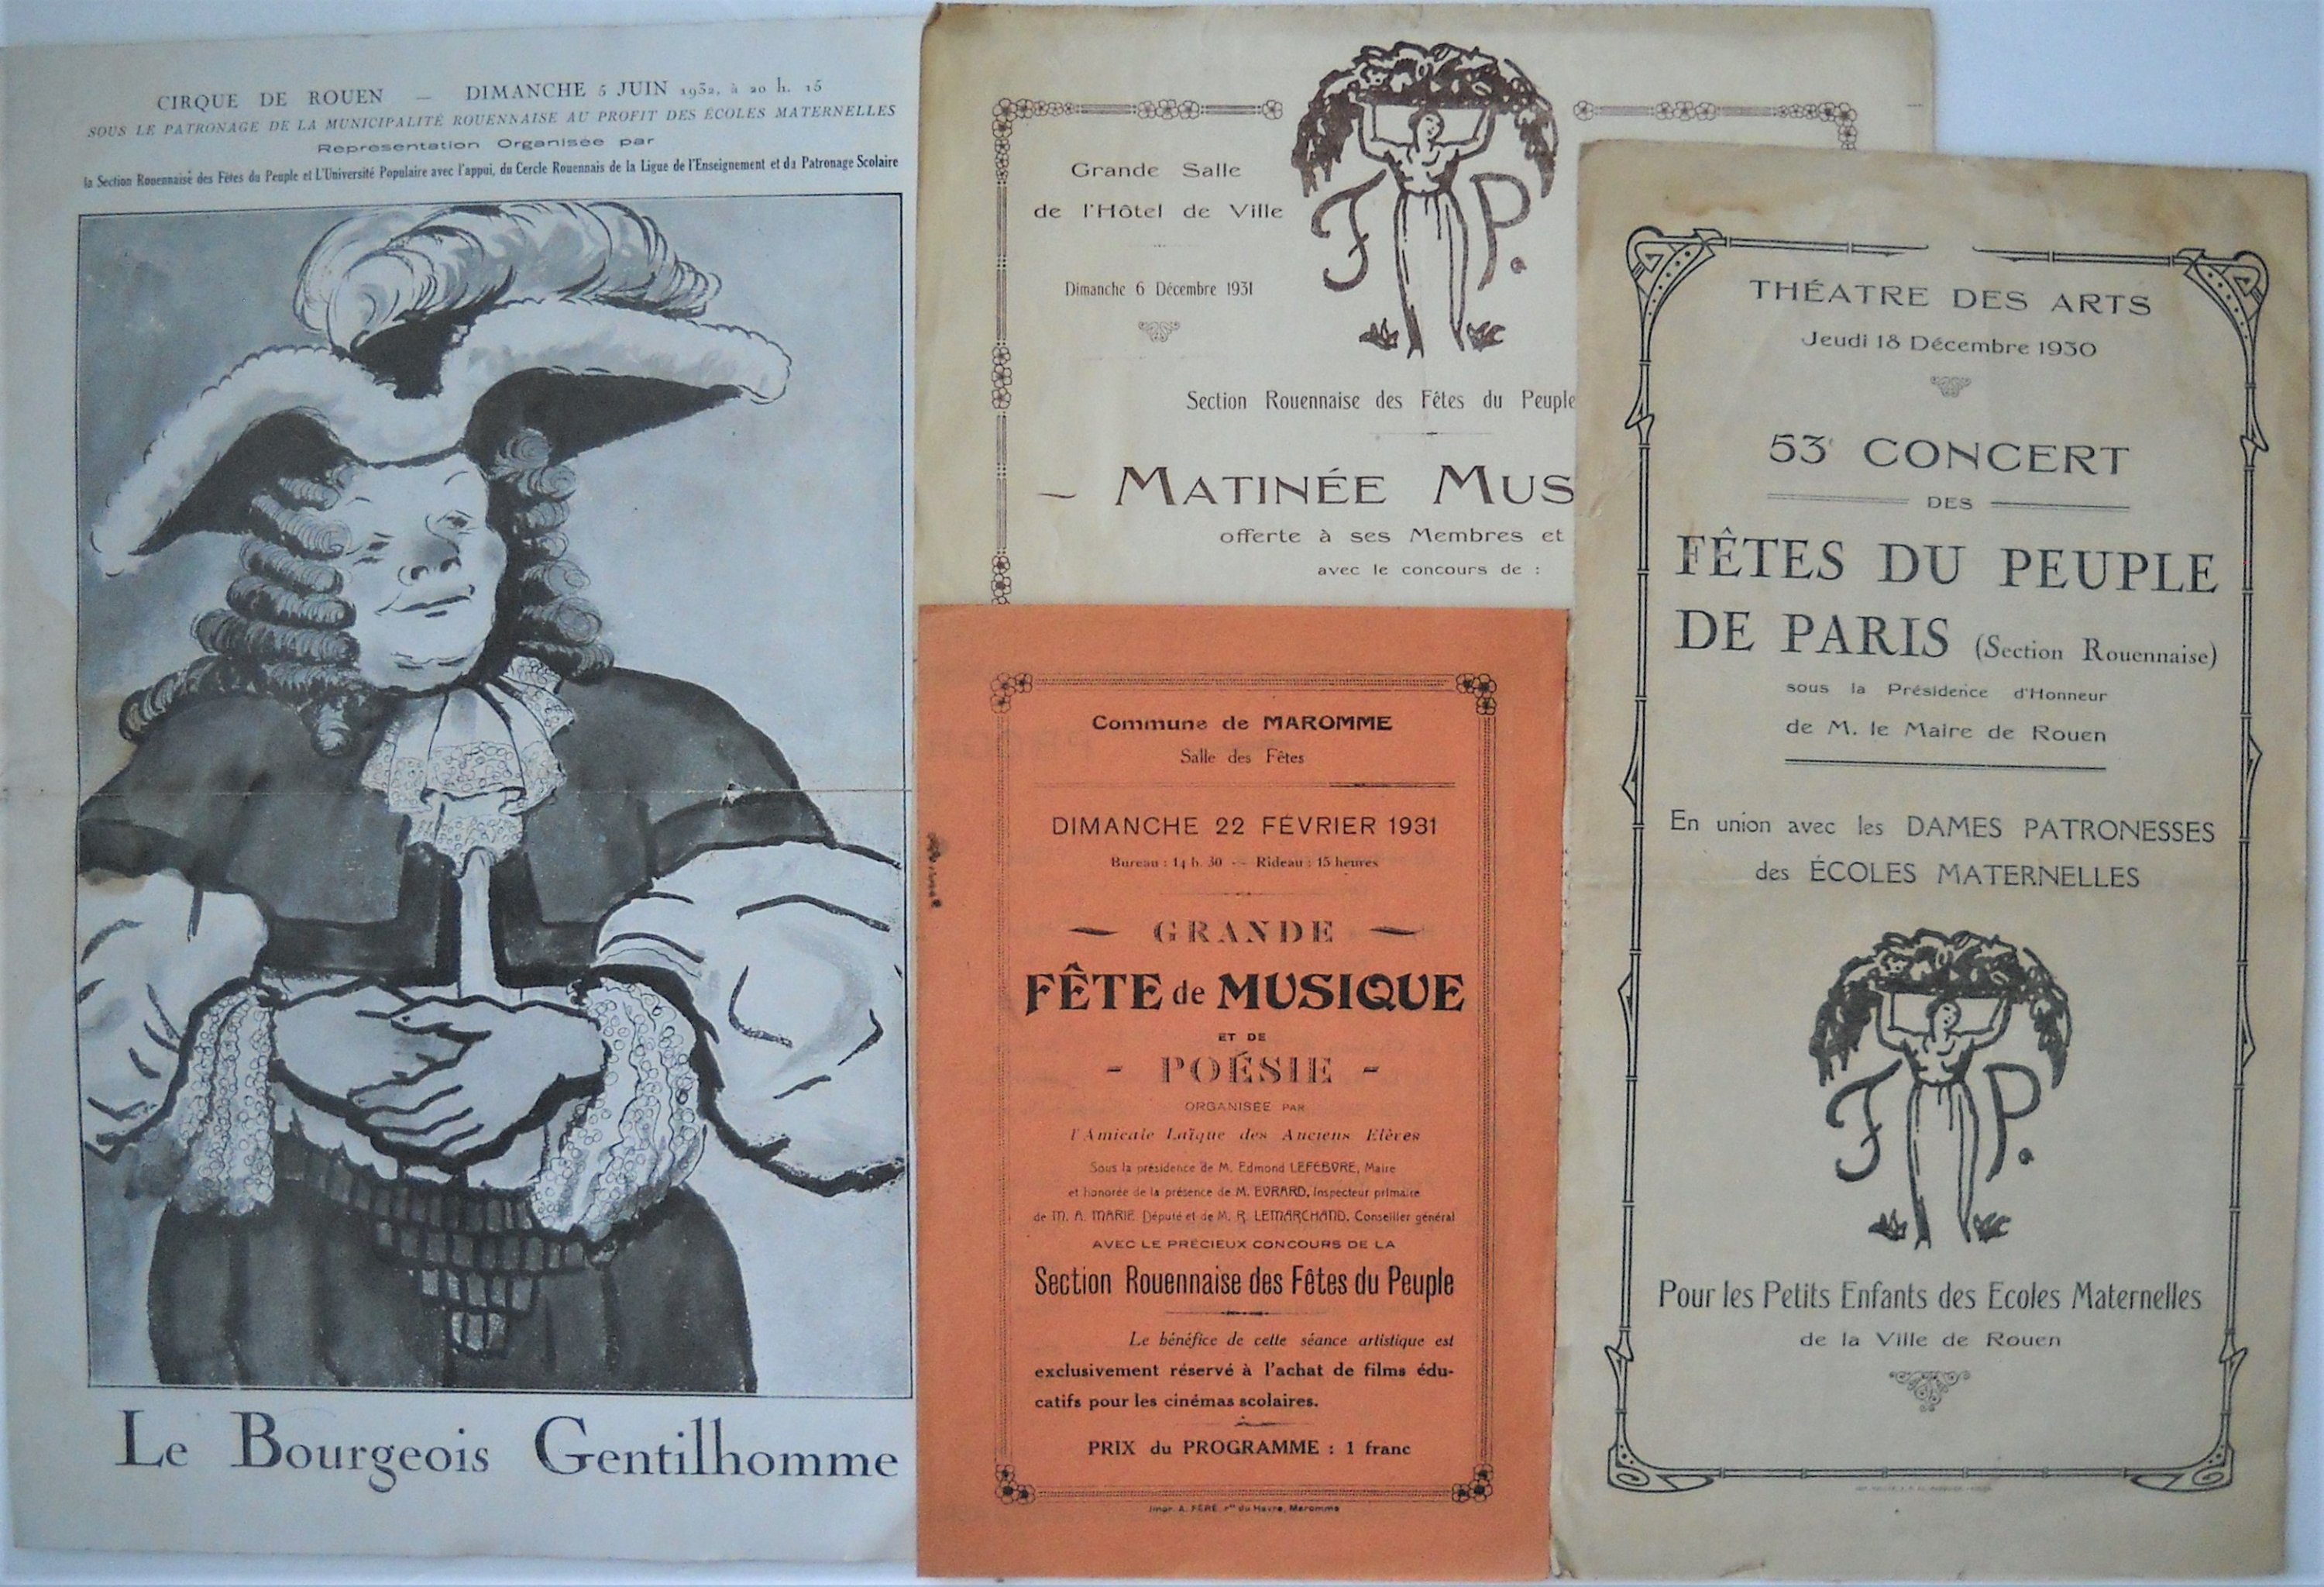 CIRQUE DE ROUEN — DIMANCHE 5 JUIN 1932, à 20 h. 15
SOUS LE PATRONAGE DE LA MUNICIPALITÉ ROUENNAISE AU PROFIT DES ÉCOLES MATERNELLES
Représentation Organisée par
la Section Rouennaise des Fêtes du Peuple et L'Université Populaire avec l'appui, du Cercle Rouennais de la Ligue de l'Enseignement et du Patronage Scolaire
Le Bourgeois Gentilhomme
Grande Salle
de l'Hôtel de Ville
Dimanche 6 Décembre 1931
F P.
Section Rouennaise des Fêtes du Peuple
— MATINÉE MUS
offerte à ses Membres et
avec le concours de :
Commune de MAROMME
Salle des Fêtes
DIMANCHE 22 FÉVRIER 1931
Bureau : 14 h. 30 -- Rideau : 15 heures
— GRANDE —
FÊTE de MUSIQUE
ET DE
- POÉSIE -
ORGANISÉE PAR
l'Amicale Laïque des Anciens Elèves
Sous la présidence de M. Edmond LEFEBVRE, Maire
et honorée de la présence de M. EVRARD, Inspecteur primaire
de M. A. MARIE Député et de M. R. LEMARCHAND, Conseiller général
AVEC LE PRÉCIEUX CONCOURS DE LA
Section Rouennaise des Fêtes du Peuple
Le bénéfice de cette séance artistique est
exclusivement réservé à l'achat de films édu-
catifs pour les cinémas scolaires.
PRIX du PROGRAMME : 1 franc
Impr. A. FÉRÉ, rte du Havre, Maromme
THÉATRE DES ARTS
Jeudi 18 Décembre 1930
53e CONCERT
DES
FÊTES DU PEUPLE
DE PARIS (Section Rouennaise)
sous la Présidence d'Honneur
de M. le Maire de Rouen
En union avec les DAMES PATRONESSES
des ÉCOLES MATERNELLES
F P.
Pour les Petits Enfants des Ecoles Maternelles
de la Ville de Rouen